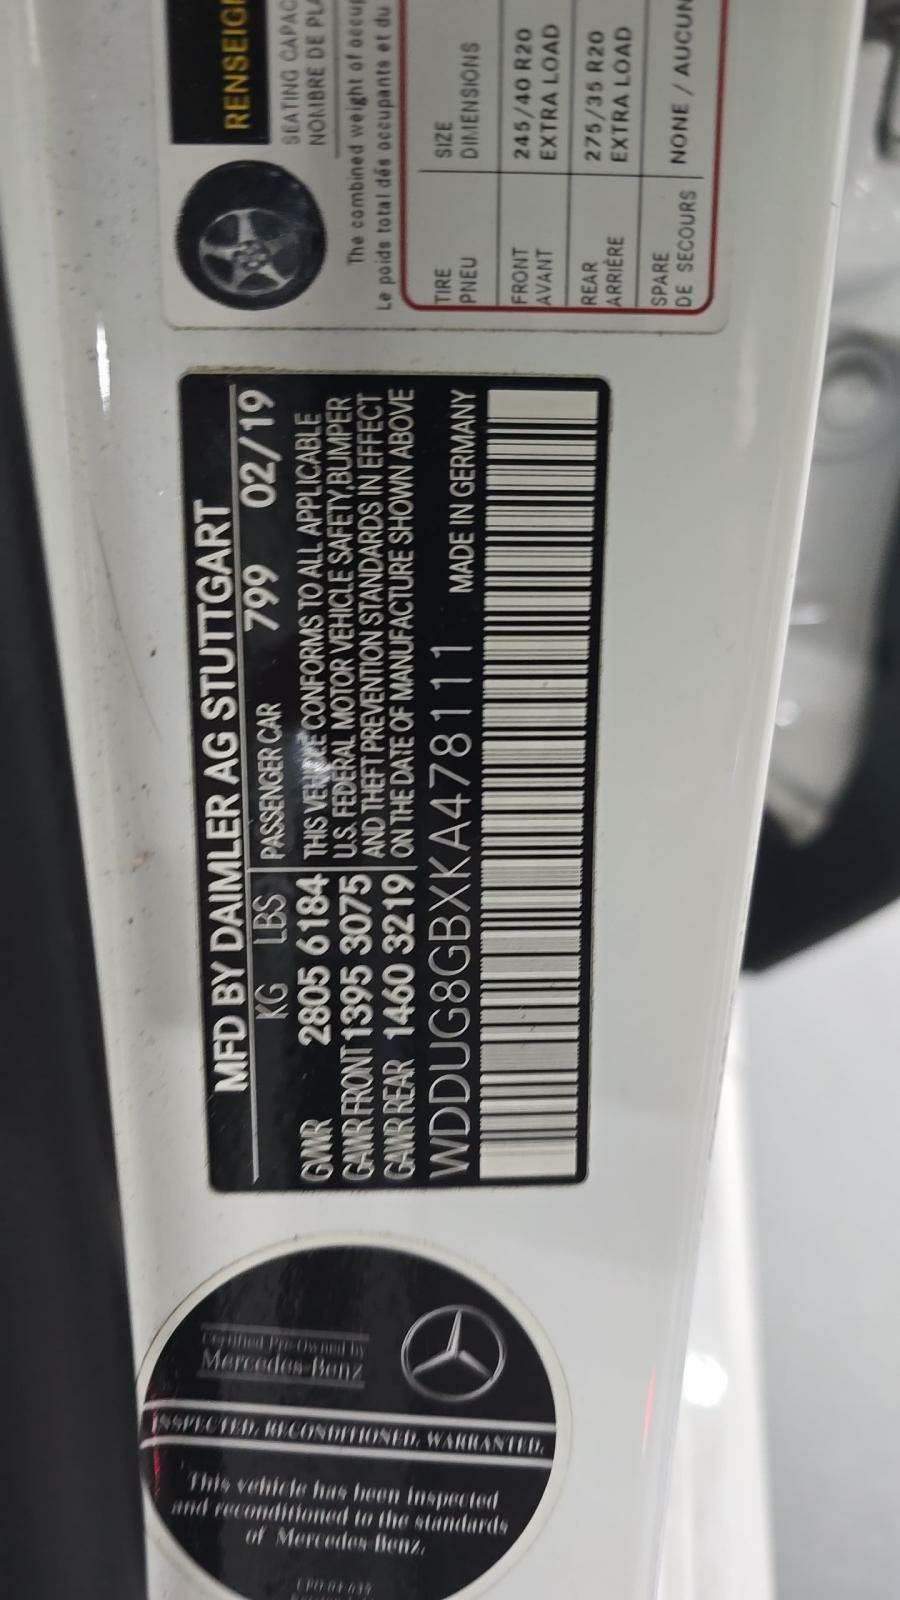 RENSEIG
SEATING CAPAC
NOMBRE DE PLA
The combined weight of occup
Le poids total dés occupants et du
TIRE SIZE
PNEU DIMENSIONS
FRONT 245/40 R20
AVANT EXTRA LOAD
REAR 275/35 R20
ARRIÈRE EXTRA LOAD
SPARE NONE / AUCUN
DE SECOURS
MFD BY DAIMLER AG STUTTGART
KG LBS PASSENGER CAR 799 02/19
GVWR 2805 6184 THIS VEHICLE CONFORMS TO ALL APPLICABLE
U.S. FEDERAL MOTOR VEHICLE SAFETY, BUMPER
GAWR FRONT 1395 3075 AND THEFT PREVENTION STANDARDS IN EFFECT
GAWR REAR 1460 3219 ON THE DATE OF MANUFACTURE SHOWN ABOVE
WDDUG8GBXKA478111 MADE IN GERMANY
Certified Pre-Owned by
Mercedes-Benz
INSPECTED. RECONDITIONED. WARRANTED.
This vehicle has been inspected
and reconditioned to the standards
of Mercedes-Benz.